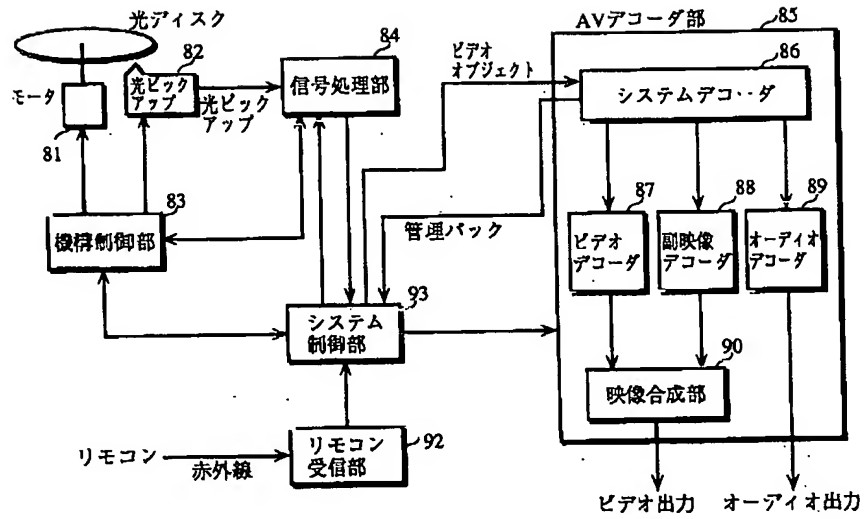 光ディスク
モータ
81
82
光ピック
アップ
光ピック
アップ
84
信号処理部
83
機構制御部
ビデオ
オブジェクト
管理パック
93
システム
制御部
リモコン
赤外線
リモコン
受信部
92
AVデコーダ部
85
86
システムデコーダ
87
ビデオ
デコーダ
88
副映像
デコーダ
89
オーディオ
デコーダ
90
映像合成部
ビデオ出力
オーディオ出力